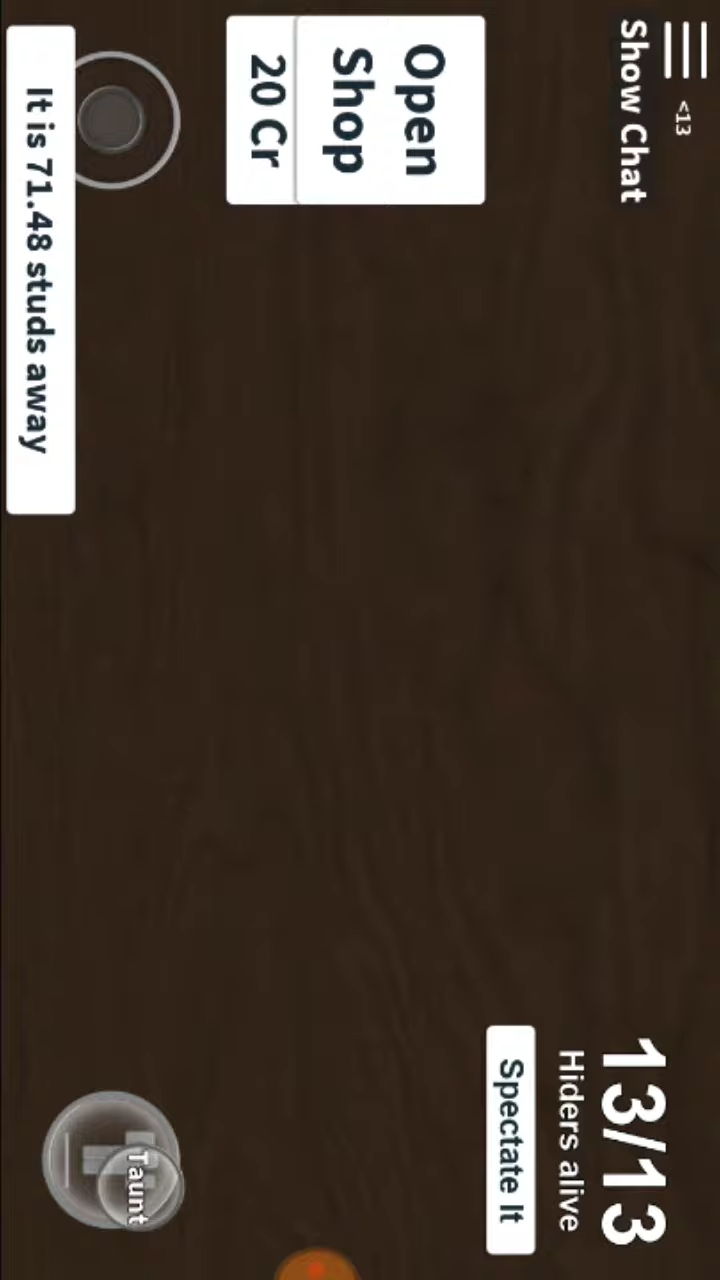 <13
Show Chat
13/13
Hiders alive
Spectate It
Open
Shop
20 Cr
Taunt
It is 71.48 studs away